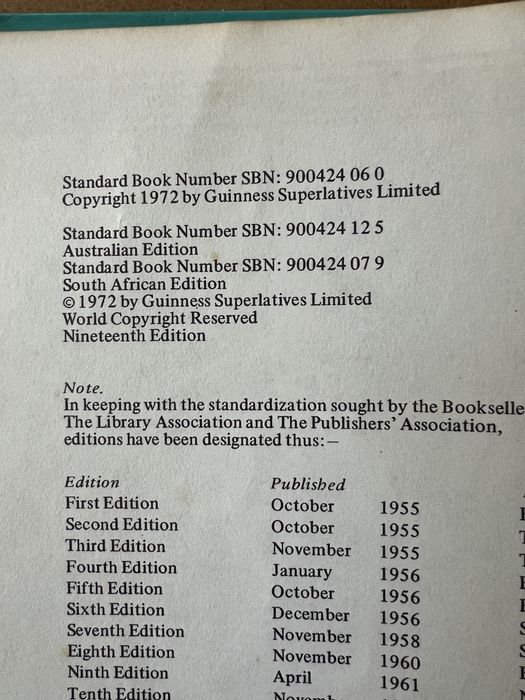 Standard Book Number SBN: 900424 06 0
Copyright 1972 by Guinness Superlatives Limited
Standard Book Number SBN: 900424 12 5
Australian Edition
Standard Book Number SBN: 900424 07 9
South African Edition
© 1972 by Guinness Superlatives Limited
World Copyright Reserved
Nineteenth Edition
Note.
In keeping with the standardization sought by the Bookselle
The Library Association and The Publishers' Association,
editions have been designated thus:—
Edition Published
First Edition October 1955
Second Edition October 1955
Third Edition November 1955
Fourth Edition January 1956
Fifth Edition October 1956
Sixth Edition December 1956
Seventh Edition November 1958
Eighth Edition November 1960
Ninth Edition April 1961
Tenth Edition